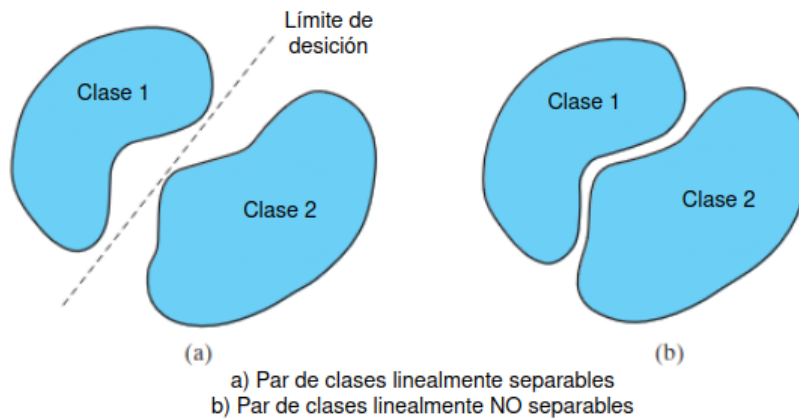 Límite de
desición
Clase 1
Clase 2
(a)
Clase 1
Clase 2
(b)
a) Par de clases linealmente separables
b) Par de clases linealmente NO separables